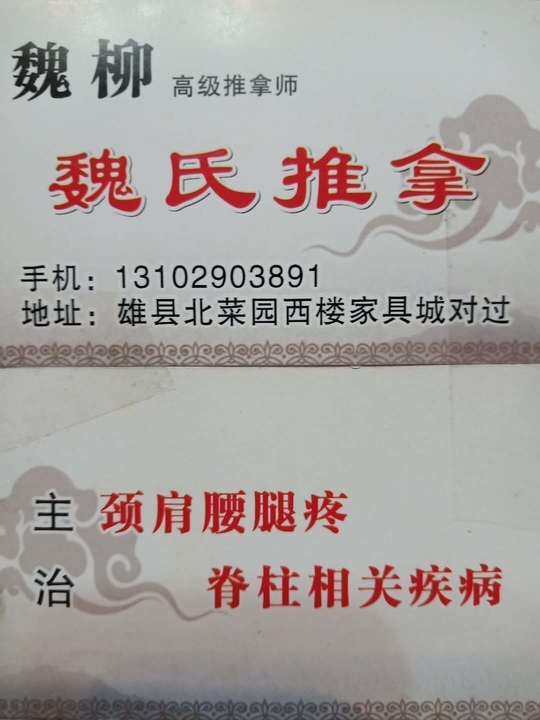 魏柳 高级推拿师
魏氏推拿
手机：13102903891
地址：雄县北菜园西楼家具城对过
主 颈肩腰腿疼
治 脊柱相关疾病